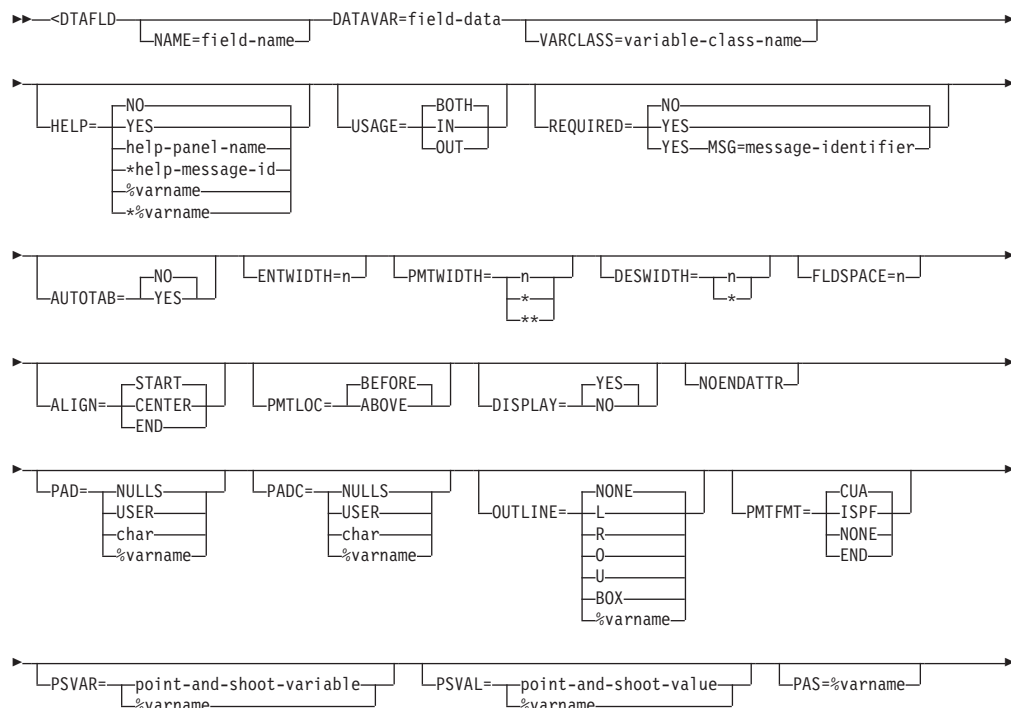 <DTAFLD DATAVAR=field-data
NAME=field-name VARCLASS=variable-class-name
NO BOTH NO
HELP= YES USAGE= IN REQUIRED= YES
help-panel-name OUT YES MSG=message-identifier
*help-message-id
%varname
*%varname
NO
AUTOTAB= YES ENTWIDTH=n PMTWIDTH= n DESWIDTH= n FLDSPACE=n
* *
**
START BEFORE YES
ALIGN= CENTER PMTLOC= ABOVE DISPLAY= NO NOENDATTR
END
PAD= NULLS PADC= NULLS NONE CUA
USER USER OUTLINE= L PMTFMT= ISPF
char char R NONE
%varname %varname O END
U
BOX
%varname
PSVAR= point-and-shoot-variable PSVAL= point-and-shoot-value PAS=%varname
%varname %varname